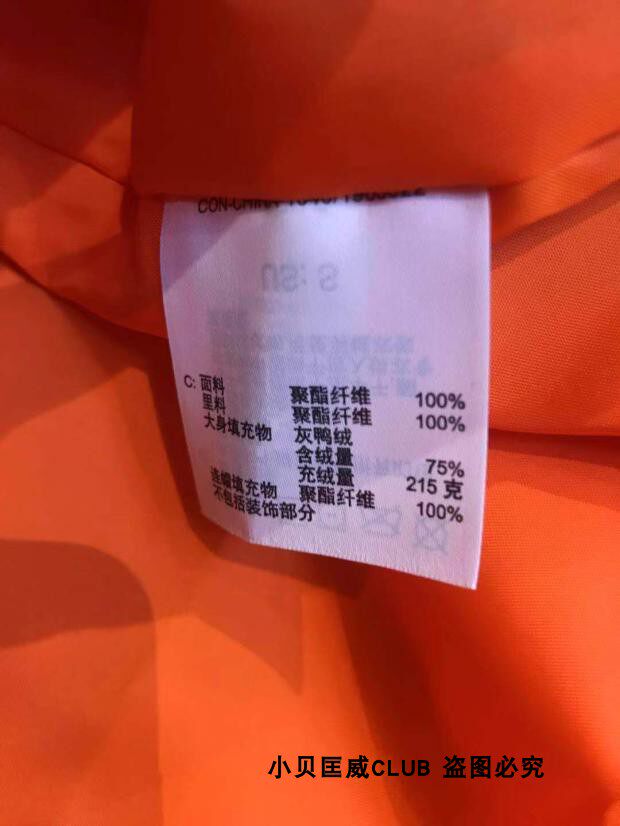 C: 面料 聚酯纤维 100%
里料 聚酯纤维 100%
大身填充物 灰鸭绒
含绒量 75%
充绒量 215 克
连帽填充物 聚酯纤维 100%
不包括装饰部分
小贝匡威CLUB 盗图必究